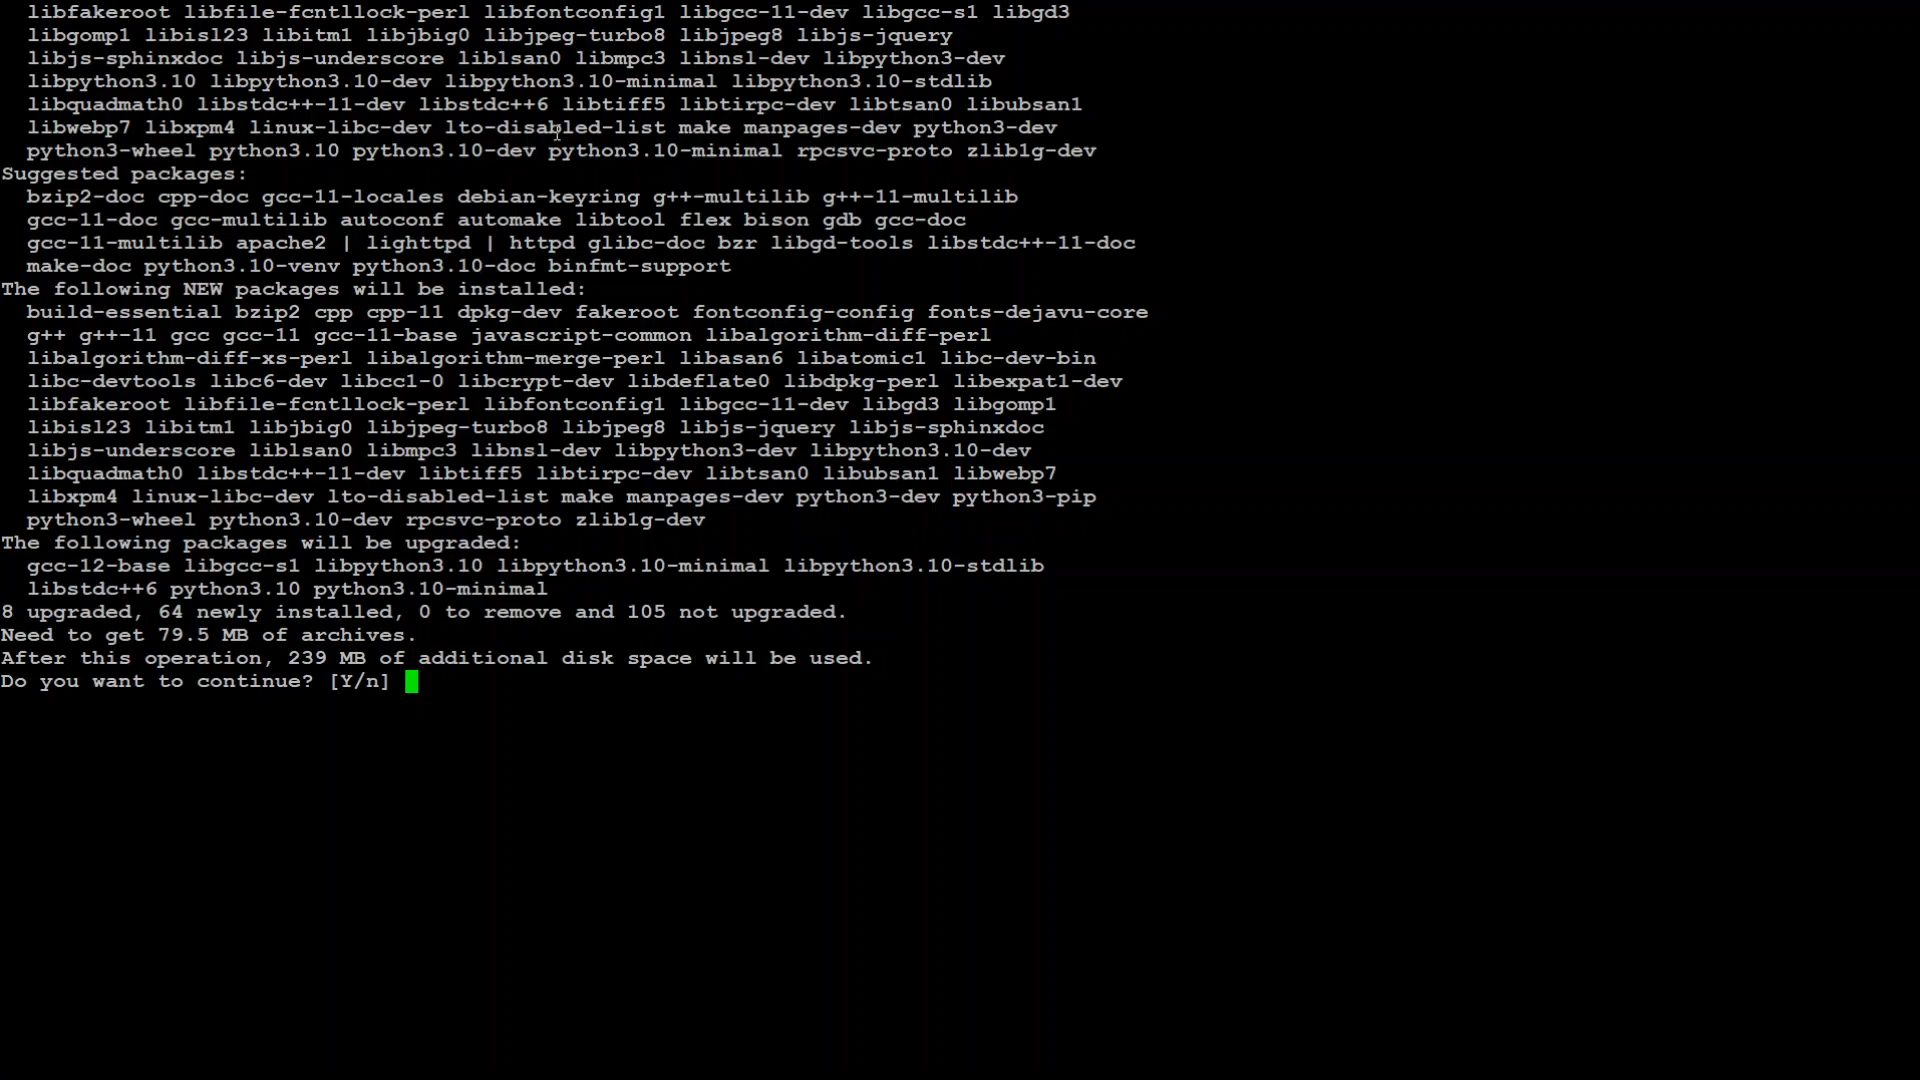 libfakeroot libfile-fcntllock-perl libfontconfig1 libgcc-11-dev libgcc-s1 libgd3
libgomp1 libisl23 libitm1 libjbig0 libjpeg-turbo8 libjpeg8 libjs-jquery
libjs-sphinxdoc libjs-underscore liblsan0 libmpc3 libnsl-dev libpython3-dev
libpython3.10 libpython3.10-dev libpython3.10-minimal libpython3.10-stdlib
libquadmath0 libstdc++-11-dev libstdc++6 libtiff5 libtirpc-dev libtsan0 libubsan1
libwebp7 libxpm4 linux-libc-dev lto-disabled-list make manpages-dev python3-dev
python3-wheel python3.10 python3.10-dev python3.10-minimal rpcsvc-proto zlib1g-dev
Suggested packages:
bzip2-doc cpp-doc gcc-11-locales debian-keyring g++-multilib g++-11-multilib
gcc-11-doc gcc-multilib autoconf automake libtool flex bison gdb gcc-doc
gcc-11-multilib apache2 | lighttpd | httpd glibc-doc bzr libgd-tools libstdc++-11-doc
make-doc python3.10-venv python3.10-doc binfmt-support
The following NEW packages will be installed:
build-essential bzip2 cpp cpp-11 dpkg-dev fakeroot fontconfig-config fonts-dejavu-core
g++ g++-11 gcc gcc-11 gcc-11-base javascript-common libalgorithm-diff-perl
libalgorithm-diff-xs-perl libalgorithm-merge-perl libasan6 libatomic1 libc-dev-bin
libc-devtools libc6-dev libcc1-0 libcrypt-dev libdeflate0 libdpkg-perl libexpat1-dev
libfakeroot libfile-fcntllock-perl libfontconfig1 libgcc-11-dev libgd3 libgomp1
libisl23 libitm1 libjbig0 libjpeg-turbo8 libjpeg8 libjs-jquery libjs-sphinxdoc
libjs-underscore liblsan0 libmpc3 libnsl-dev libpython3-dev libpython3.10-dev
libquadmath0 libstdc++-11-dev libtiff5 libtirpc-dev libtsan0 libubsan1 libwebp7
libxpm4 linux-libc-dev lto-disabled-list make manpages-dev python3-dev python3-pip
python3-wheel python3.10-dev rpcsvc-proto zlib1g-dev
The following packages will be upgraded:
gcc-12-base libgcc-s1 libpython3.10 libpython3.10-minimal libpython3.10-stdlib
libstdc++6 python3.10 python3.10-minimal
8 upgraded, 64 newly installed, 0 to remove and 105 not upgraded.
Need to get 79.5 MB of archives.
After this operation, 239 MB of additional disk space will be used.
Do you want to continue? [Y/n]